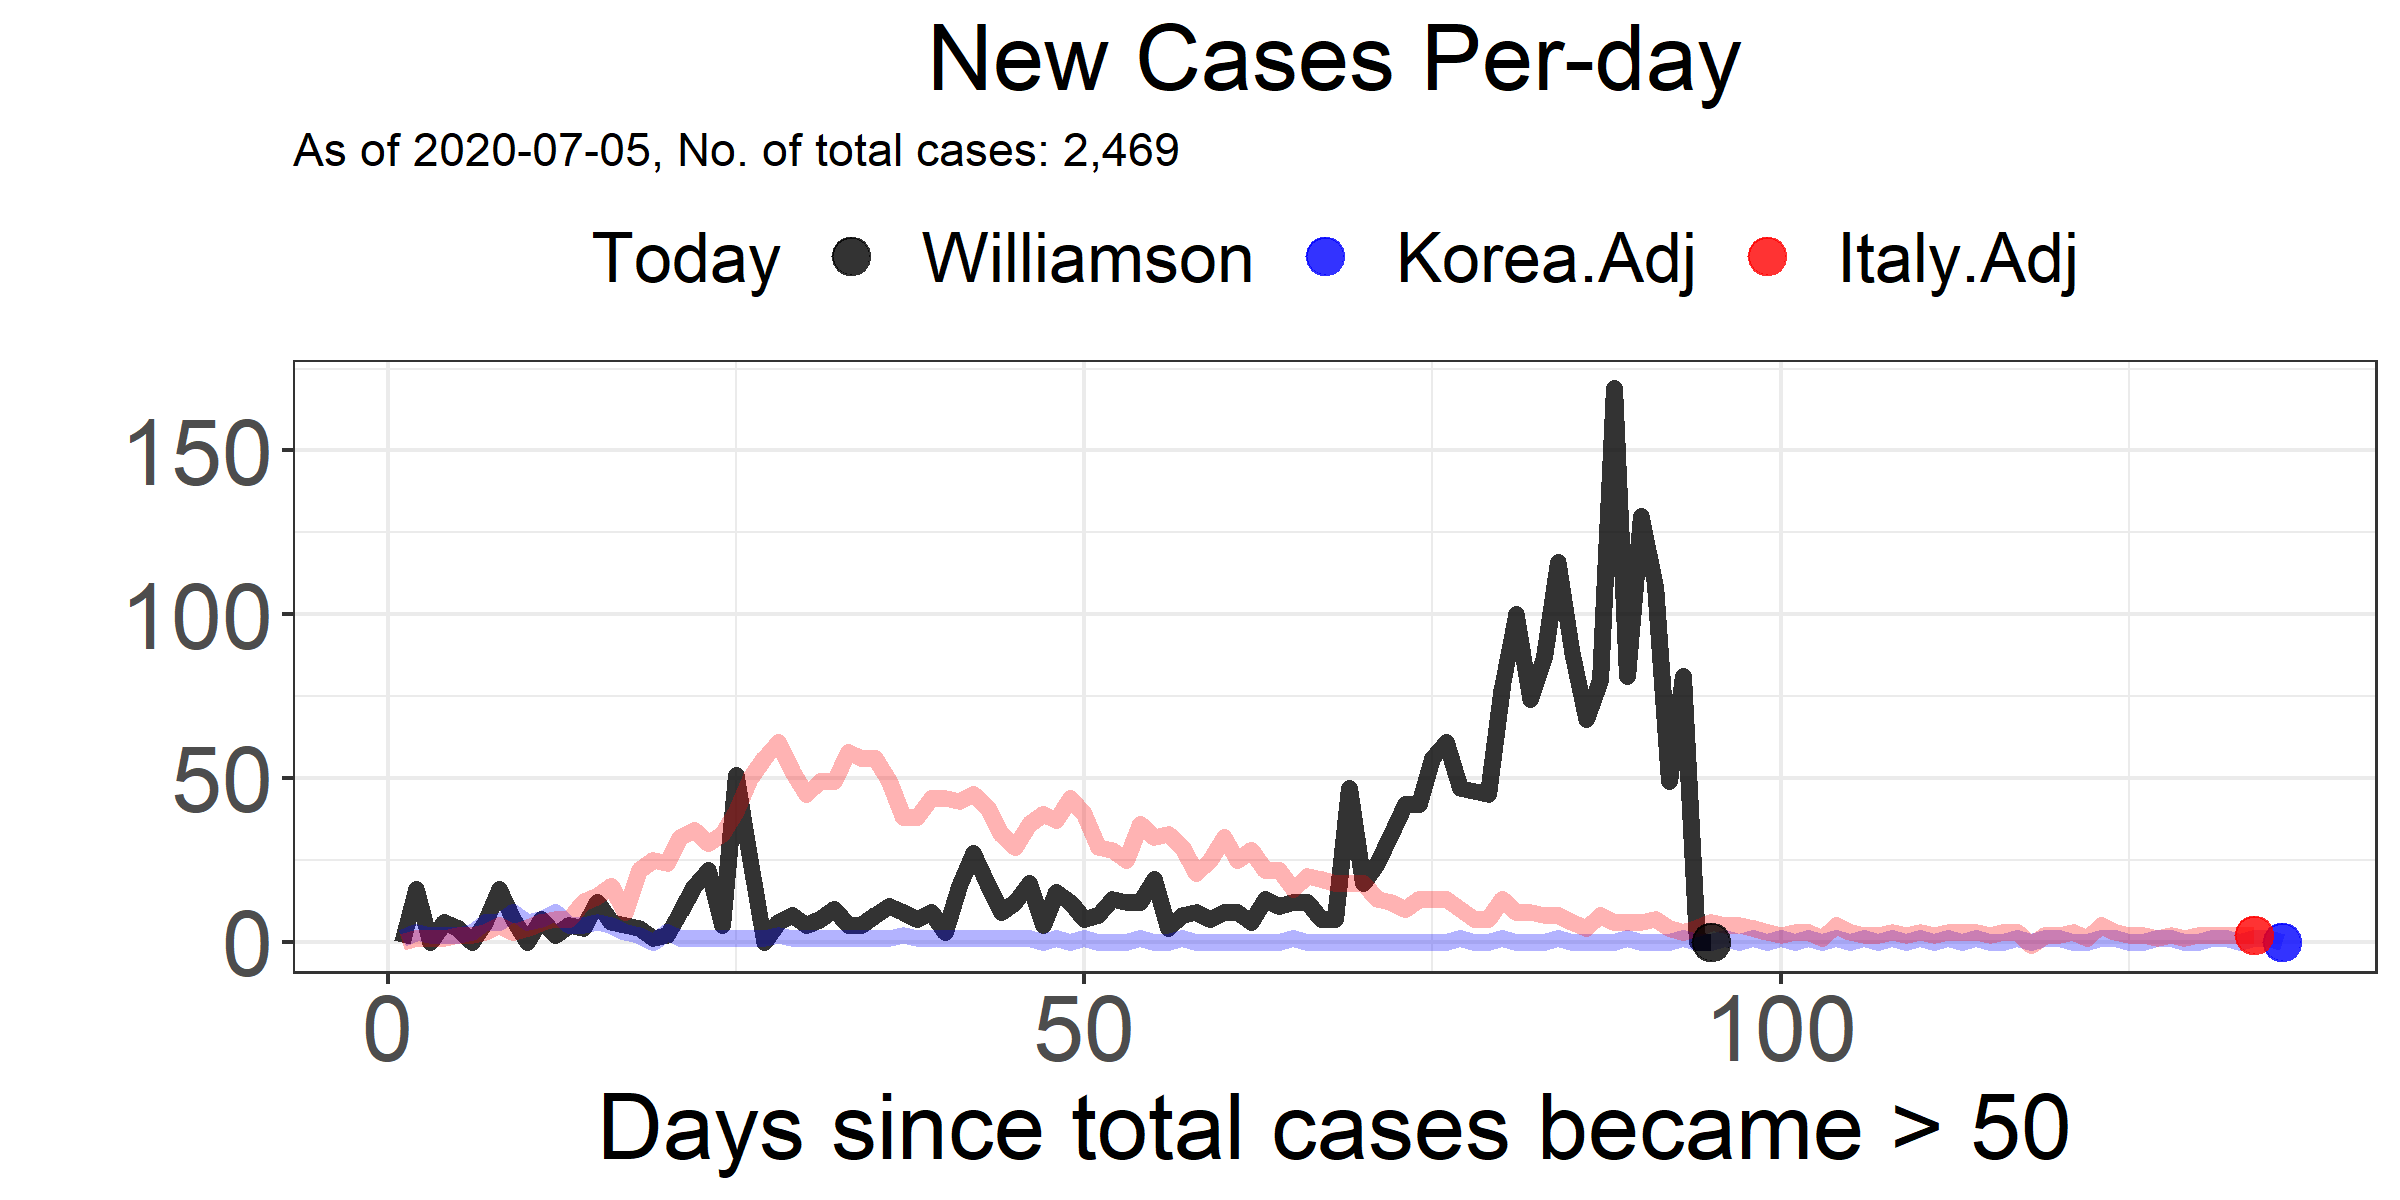 New Cases Per-day
As of 2020-07-05, No. of total cases: 2,469
Today Williamson Korea.Adj Italy.Adj
150
100
50
0
0 50 100
Days since total cases became > 50